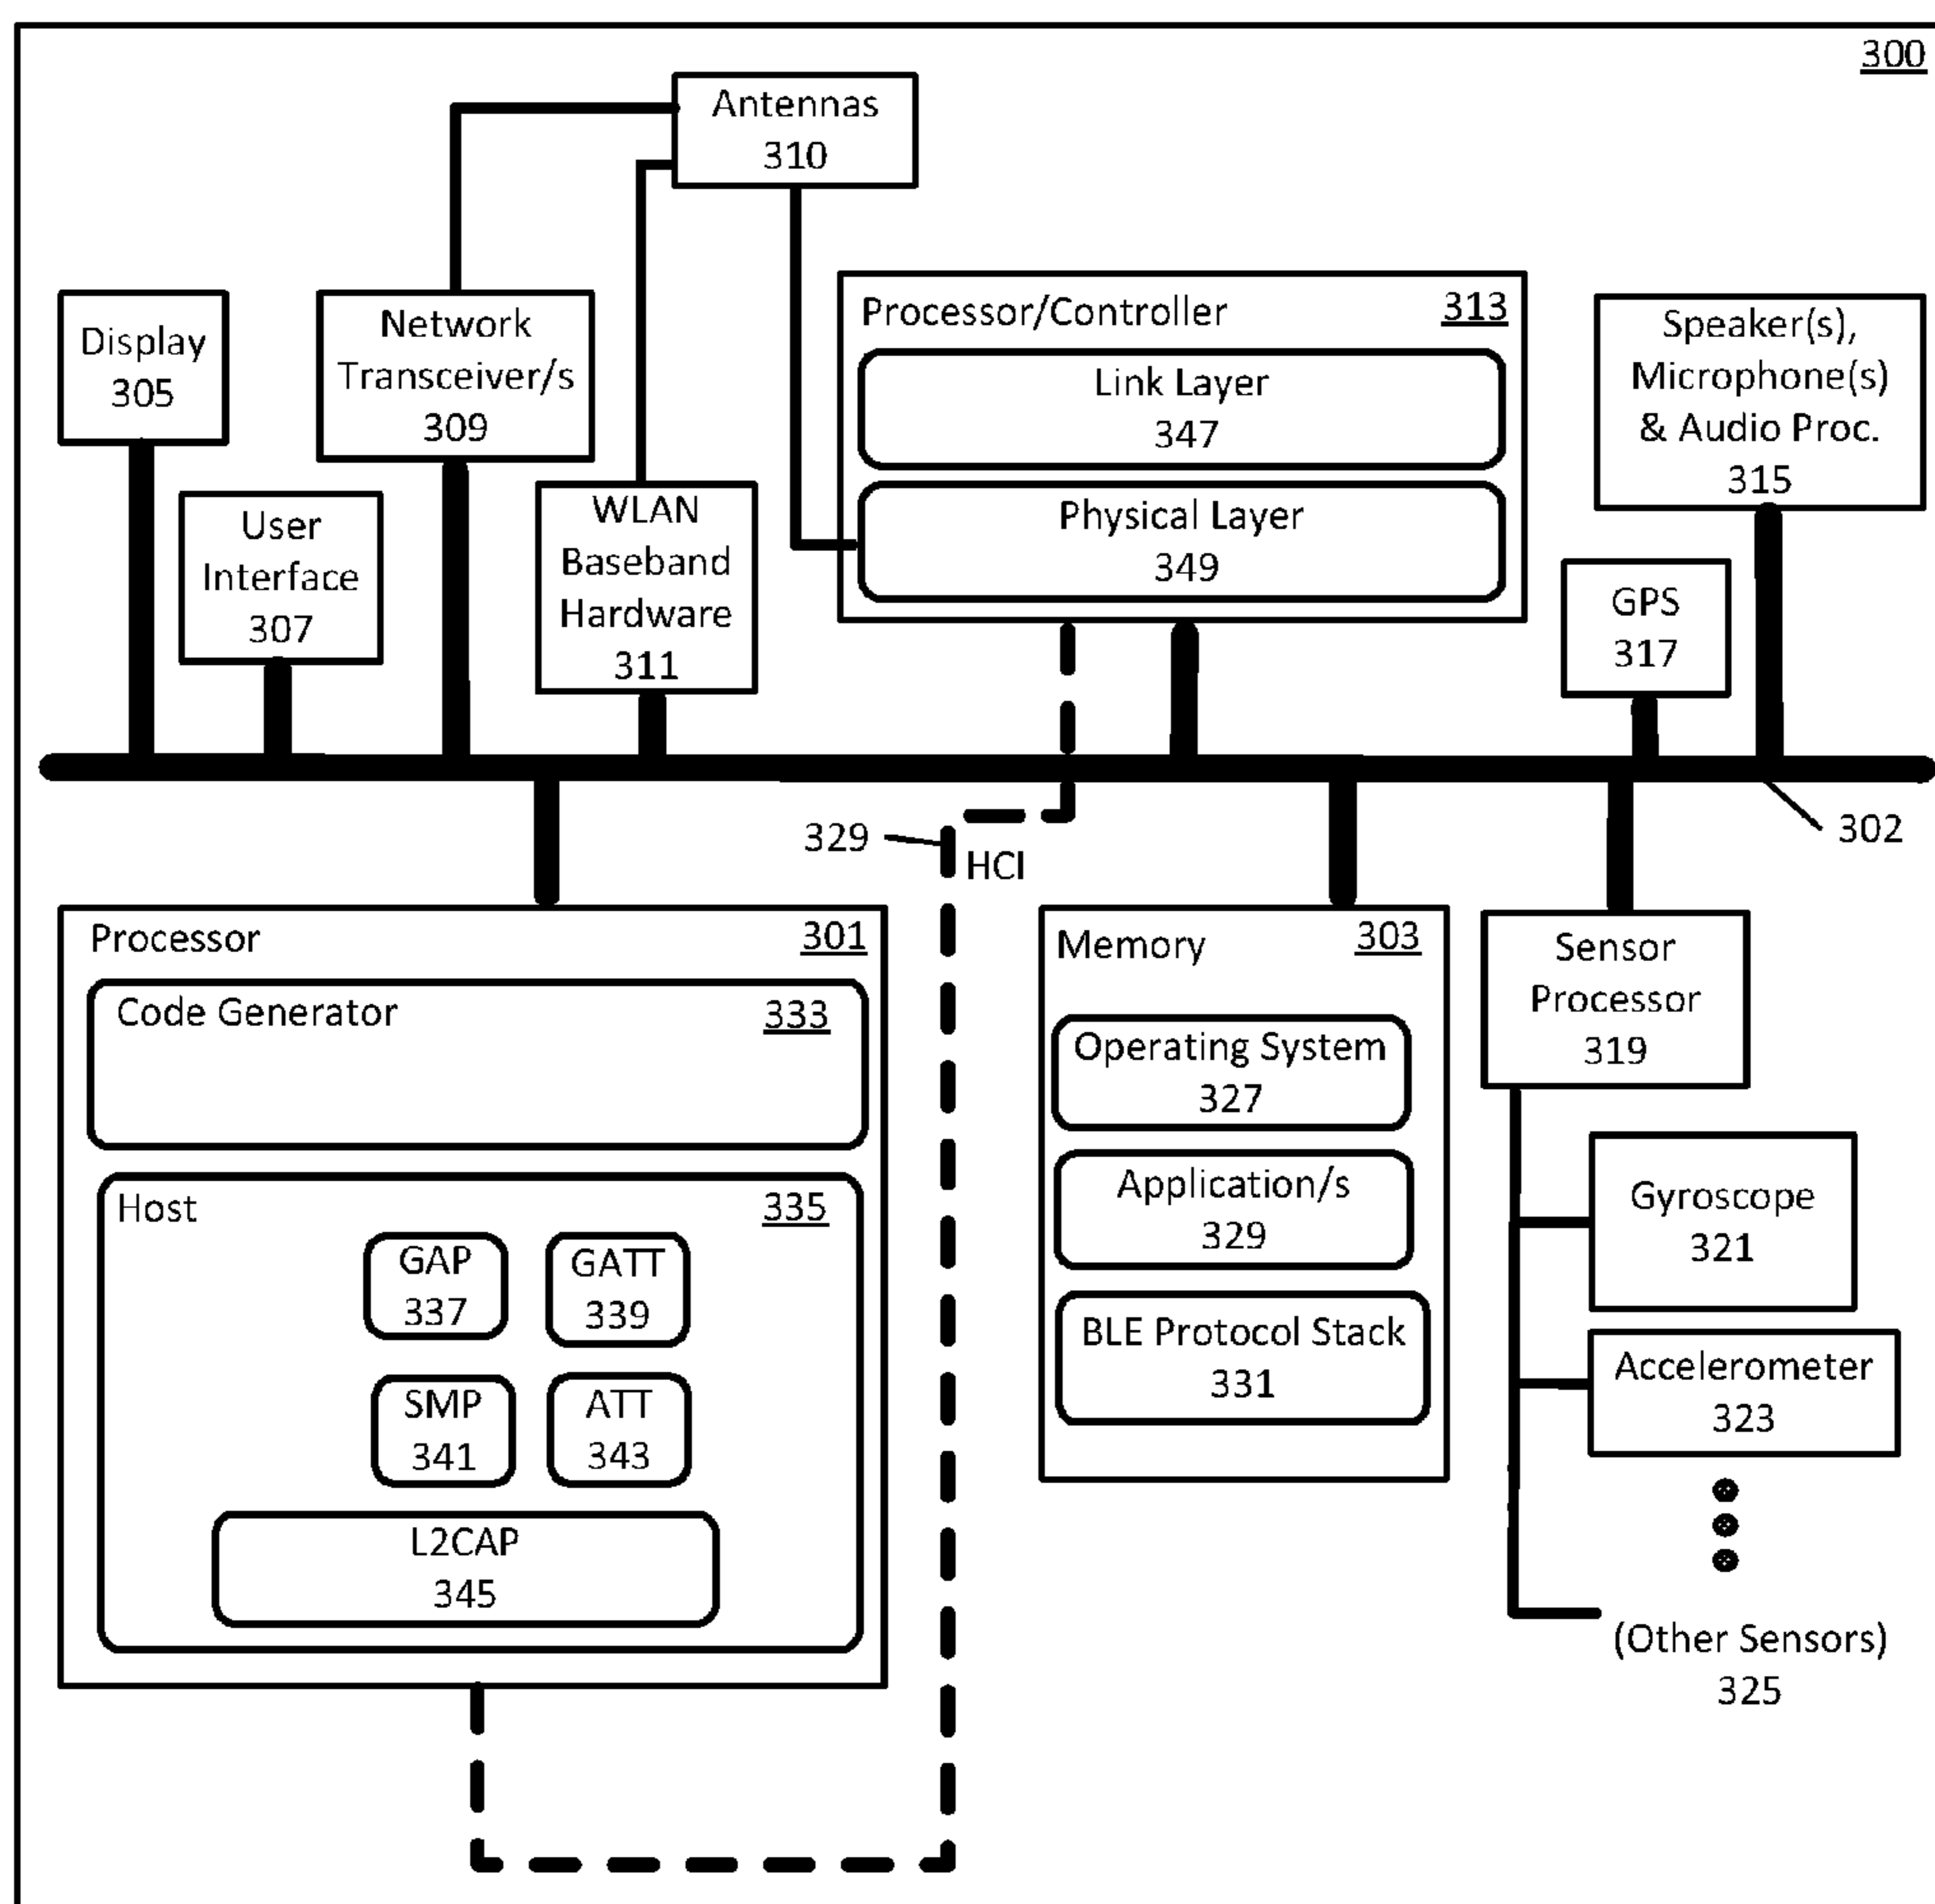 300
Antennas
310
Display
305
Network
Transceiver/s
309
Processor/Controller 313
Link Layer
347
Physical Layer
349
Speaker(s),
Microphone(s)
& Audio Proc.
315
User
Interface
307
WLAN
Baseband
Hardware
311
GPS
317
302
329
HCI
Processor 301
Code Generator 333
Host 335
GAP
337
GATT
339
SMP
341
ATT
343
L2CAP
345
Memory 303
Operating System
327
Application/s
329
BLE Protocol Stack
331
Sensor
Processor
319
Gyroscope
321
Accelerometer
323
(Other Sensors)
325